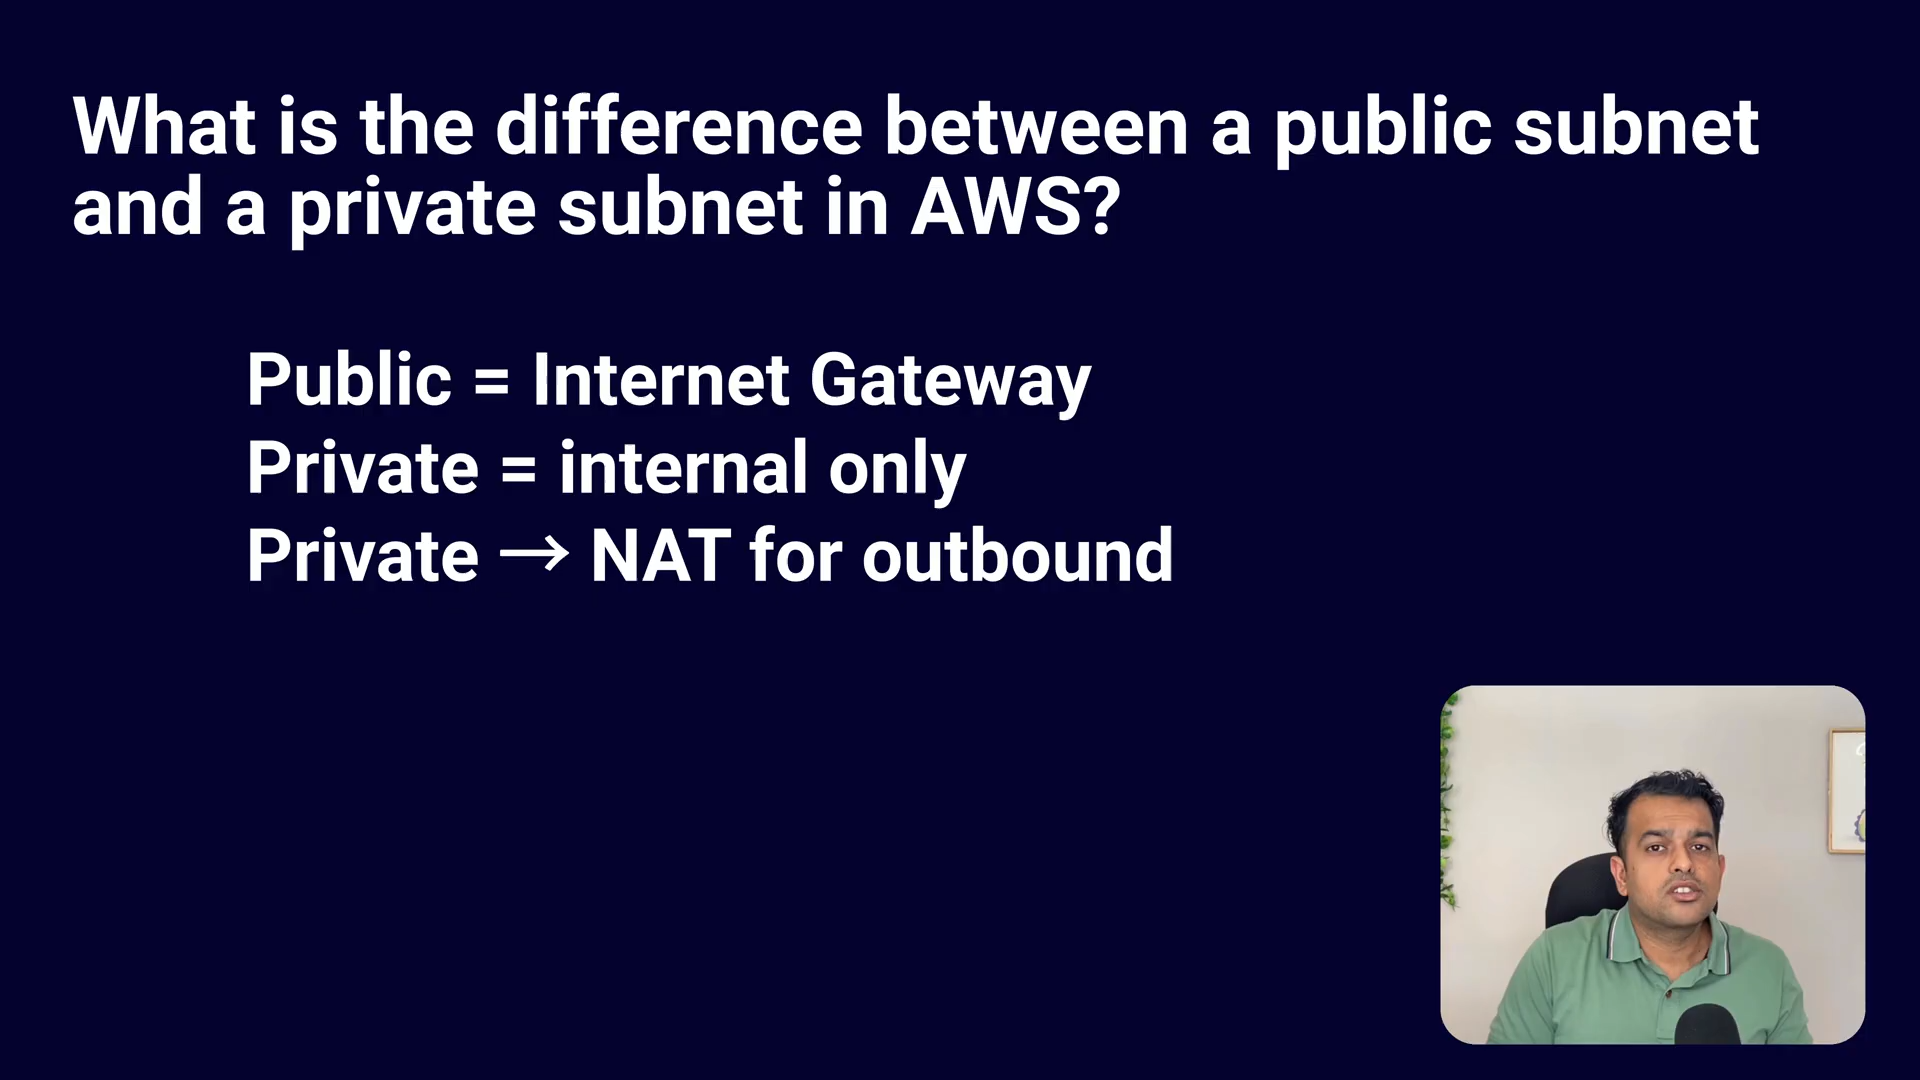 What is the difference between a public subnet
and a private subnet in AWS?
Public = Internet Gateway
Private = internal only
Private → NAT for outbound